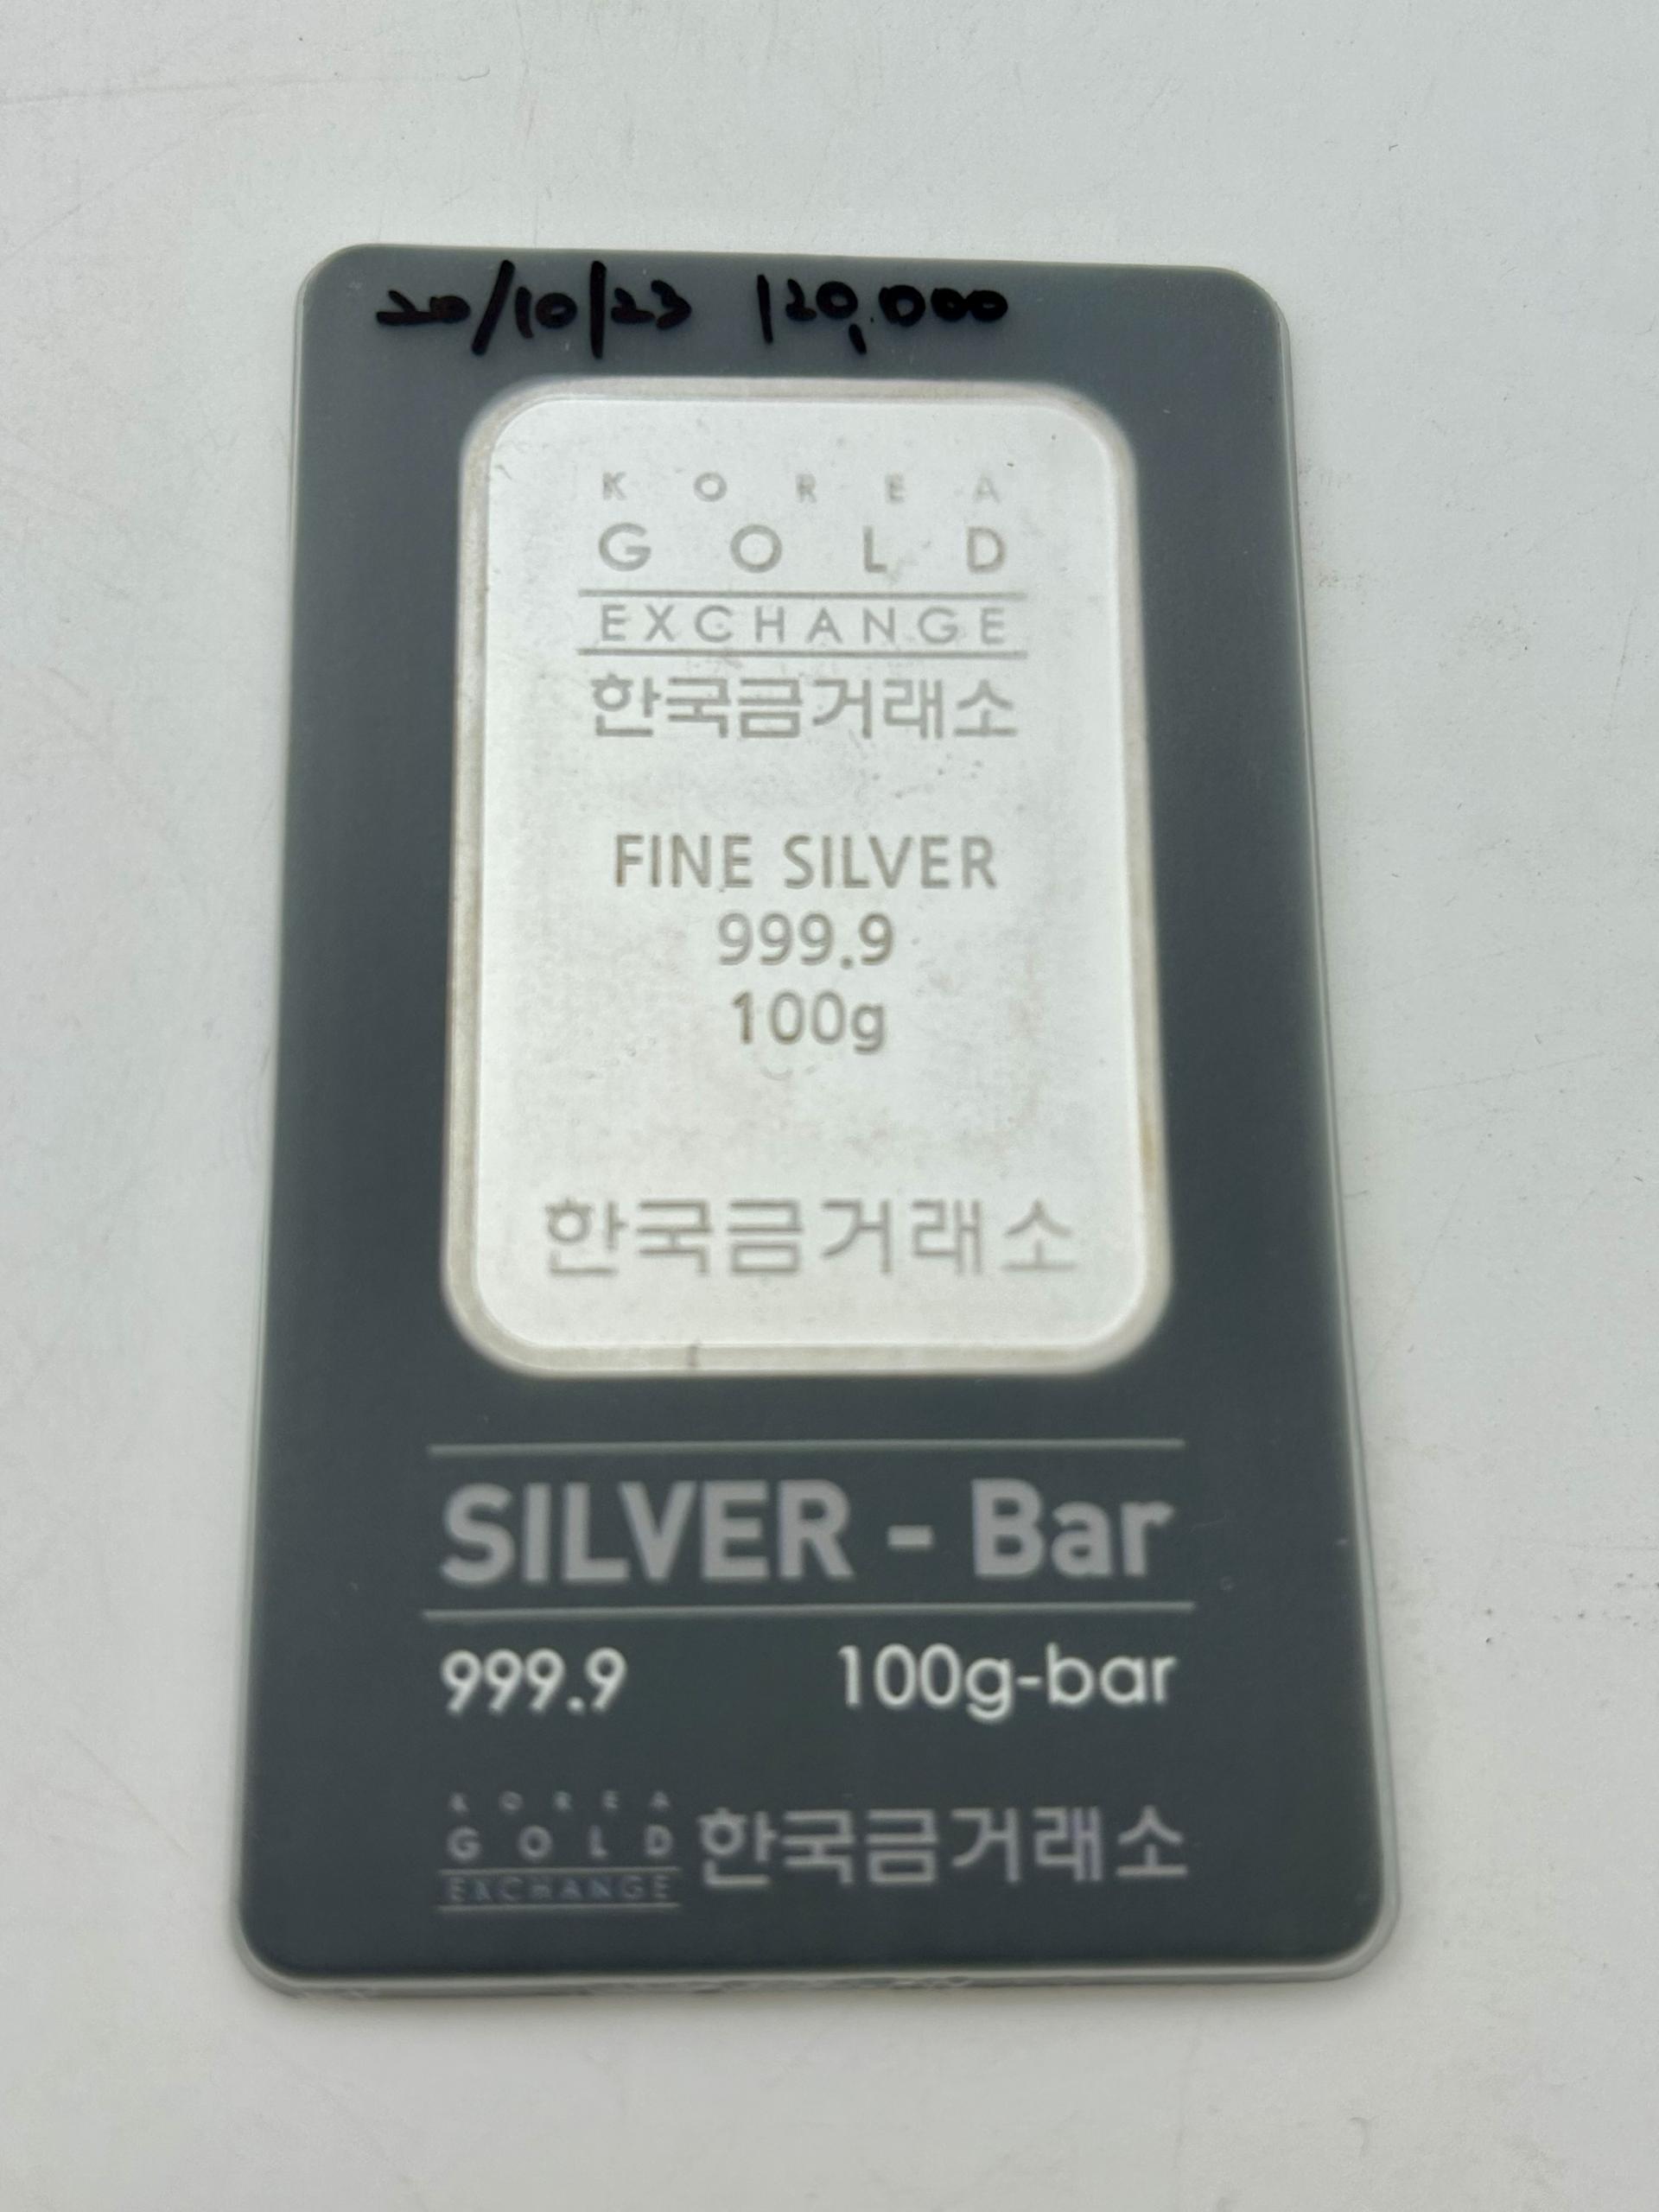 20/10/23 120,000
KOREA
GOLD
EXCHANGE
한국금거래소
FINE SILVER
999.9
100g
한국금거래소
SILVER - Bar
999.9 100g-bar
KOREA
GOLD
EXCHANGE
한국금거래소